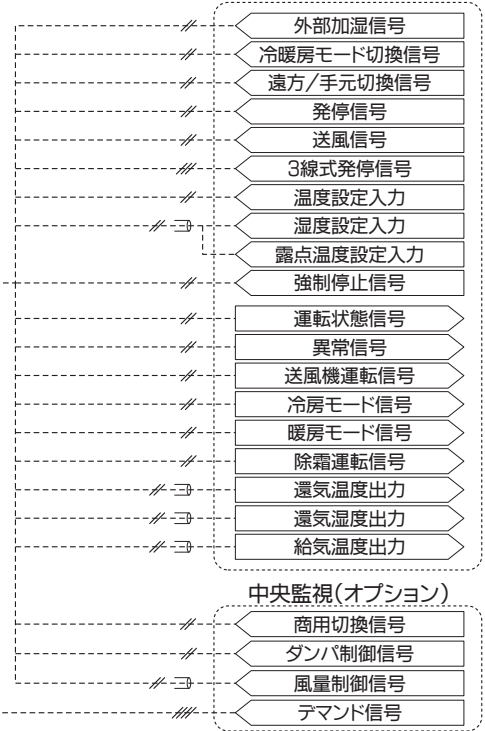 外部加湿信号
冷暖房モード切換信号
遠方/手元切換信号
発停信号
送風信号
3線式発停信号
温度設定入力
湿度設定入力
露点温度設定入力
強制停止信号
運転状態信号
異常信号
送風機運転信号
冷房モード信号
暖房モード信号
除霜運転信号
還気温度出力
還気湿度出力
給気温度出力
中央監視(オプション)
商用切換信号
ダンパ制御信号
風量制御信号
デマンド信号